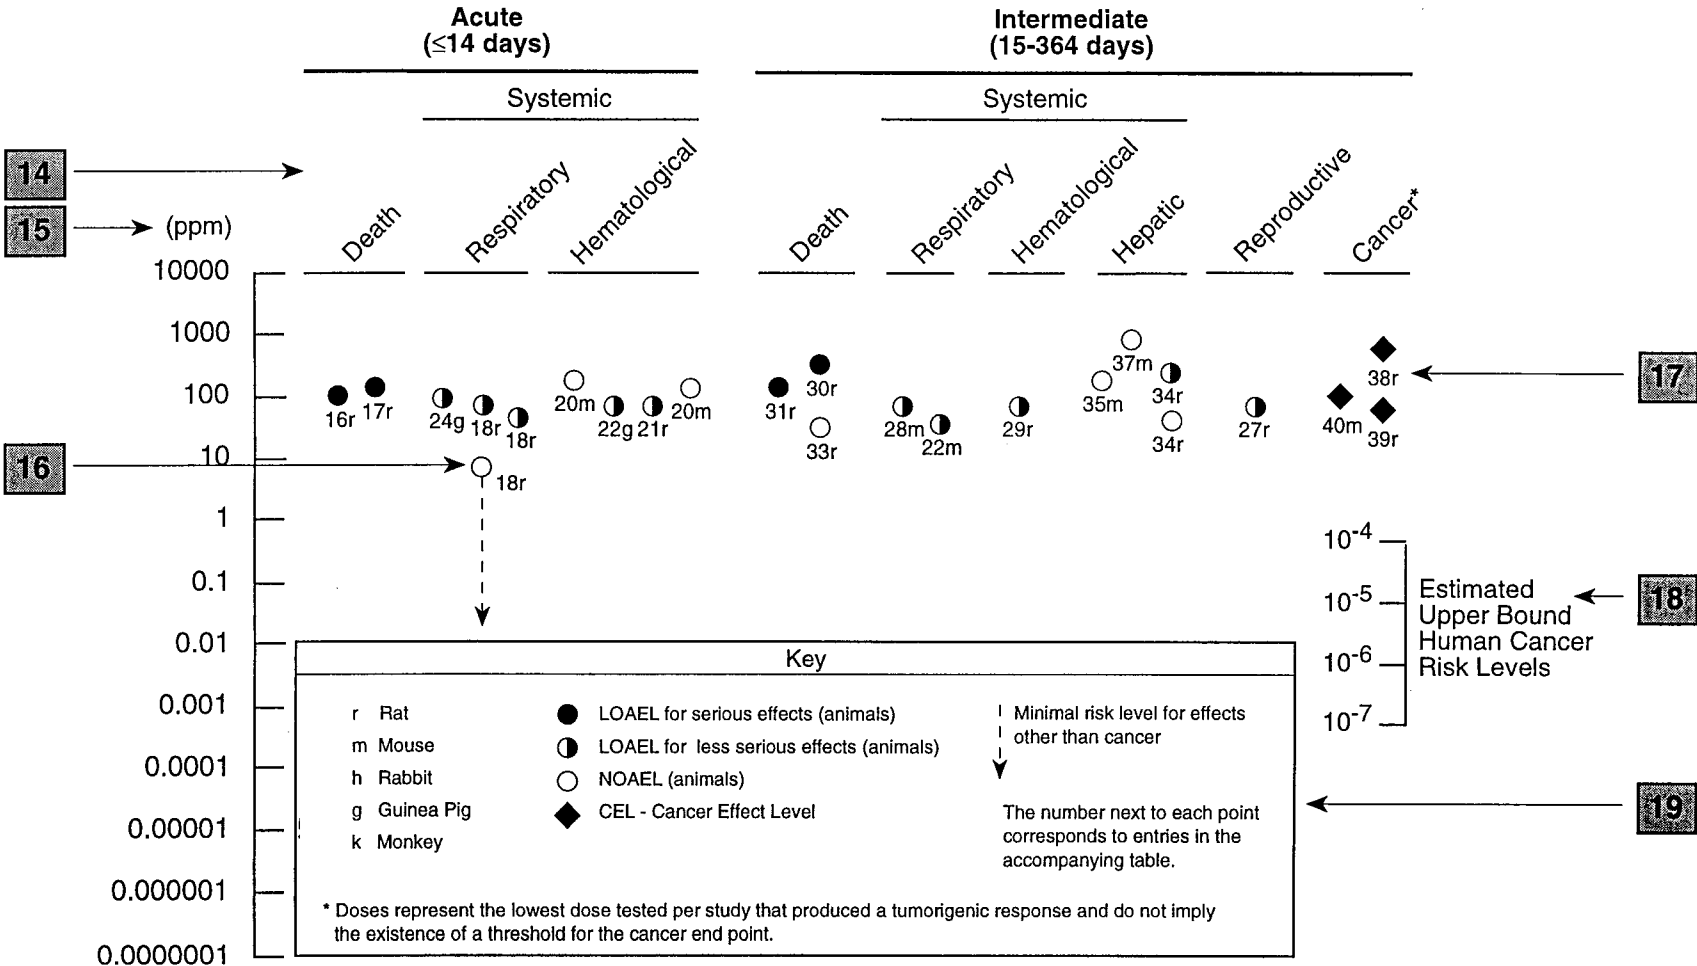 Acute
(≤14 days)
Intermediate
(15-364 days)
Systemic
Systemic
14
15
(ppm)
Death
Respiratory
Hematological
Death
Respiratory
Hematological
Hepatic
Reproductive
Cancer*
10000
1000
100
10
1
0.1
0.01
0.001
0.0001
0.00001
0.000001
0.0000001
16r
17r
24g
18r
18r
18r
20m
22g
21r
20m
31r
30r
33r
28m
22m
29r
35m
37m
34r
34r
27r
40m
38r
39r
16
17
10-4
10-5
10-6
10-7
Estimated
Upper Bound
Human Cancer
Risk Levels
18
19
Key
r Rat
m Mouse
h Rabbit
g Guinea Pig
k Monkey
LOAEL for serious effects (animals)
LOAEL for less serious effects (animals)
NOAEL (animals)
CEL - Cancer Effect Level
Minimal risk level for effects
other than cancer
The number next to each point
corresponds to entries in the
accompanying table.
* Doses represent the lowest dose tested per study that produced a tumorigenic response and do not imply
the existence of a threshold for the cancer end point.